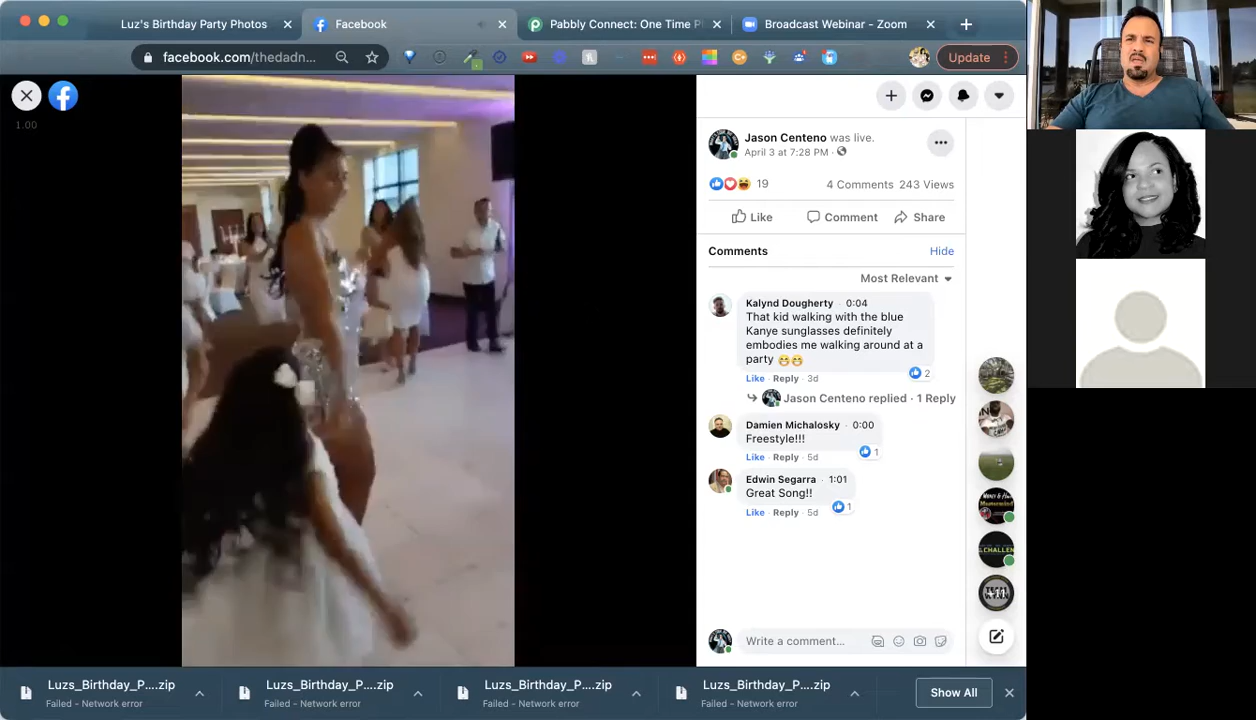 Luz's Birthday Party Photos
Facebook
Pabbly Connect: One Time P
Broadcast Webinar - Zoom
facebook.com/thedadn...
Update
1.00
Jason Centeno was live.
April 3 at 7:28 PM ·
19
4 Comments 243 Views
Like
Comment
Share
Comments
Hide
Most Relevant
Kalynd Dougherty · 0:04
That kid walking with the blue
Kanye sunglasses definitely
embodies me walking around at a
party 😁😁
2
Like · Reply · 3d
Jason Centeno replied · 1 Reply
Damien Michalosky · 0:00
Freestyle!!!
1
Like · Reply · 5d
Edwin Segarra · 1:01
Great Song!!
1
Like · Reply · 5d
+11
Write a comment...
Luzs_Birthday_P....zip
Failed - Network error
Luzs_Birthday_P....zip
Failed - Network error
Luzs_Birthday_P....zip
Failed - Network error
Luzs_Birthday_P....zip
Failed - Network error
Show All